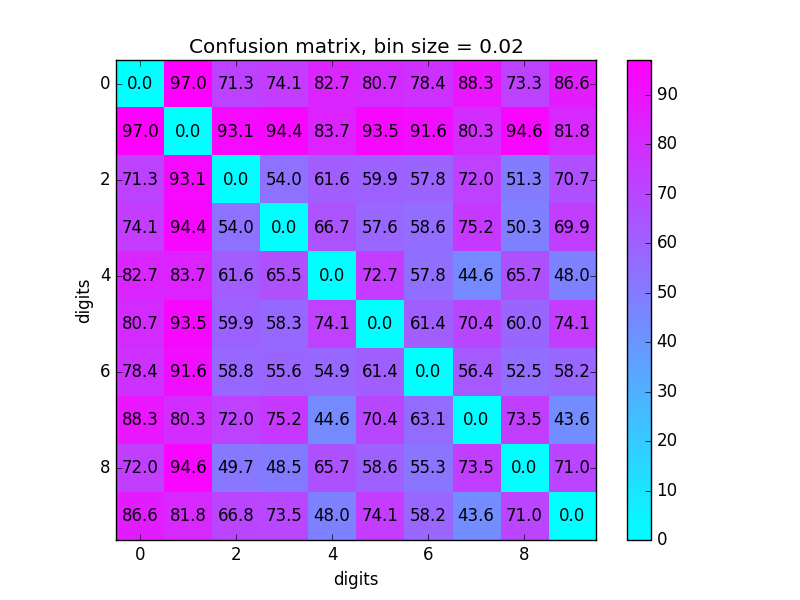 Confusion matrix, bin size = 0.02
0 0.0 97.0 71.3 74.1 82.7 80.7 78.4 88.3 73.3 86.6
97.0 0.0 93.1 94.4 83.7 93.5 91.6 80.3 94.6 81.8
2 71.3 93.1 0.0 54.0 61.6 59.9 57.8 72.0 51.3 70.7
74.1 94.4 54.0 0.0 66.7 57.6 58.6 75.2 50.3 69.9
4 82.7 83.7 61.6 65.5 0.0 72.7 57.8 44.6 65.7 48.0
80.7 93.5 59.9 58.3 74.1 0.0 61.4 70.4 60.0 74.1
6 78.4 91.6 58.8 55.6 54.9 61.4 0.0 56.4 52.5 58.2
88.3 80.3 72.0 75.2 44.6 70.4 63.1 0.0 73.5 43.6
8 72.0 94.6 49.7 48.5 65.7 58.6 55.3 73.5 0.0 71.0
86.6 81.8 66.8 73.5 48.0 74.1 58.2 43.6 71.0 0.0
0 2 4 6 8
digits
digits
90
80
70
60
50
40
30
20
10
0